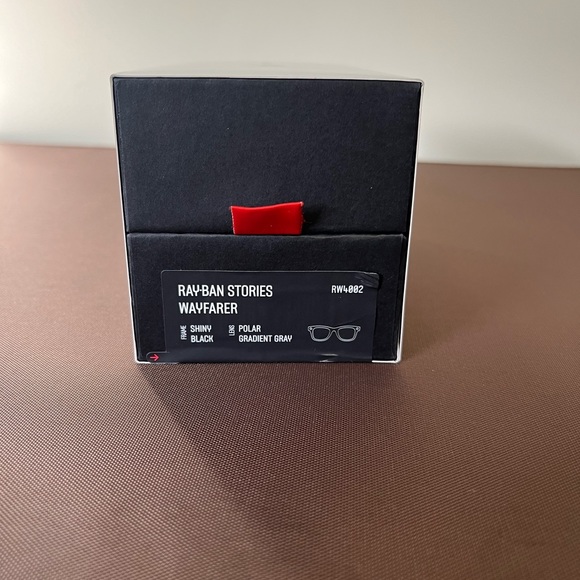 RAY-BAN STORIES
WAYFARER
RW4002
FRAME SHINY BLACK
LENS POLAR GRADIENT GRAY